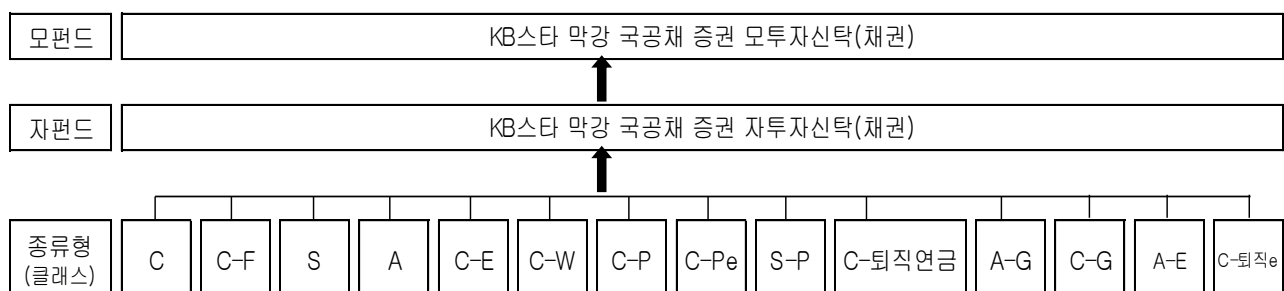 모펀드
KB스타 막강 국공채 증권 모투자신탁(채권)
자펀드
KB스타 막강 국공채 증권 자투자신탁(채권)
종류형
(클래스)
C
C-F
S
A
C-E
C-W
C-P
C-Pe
S-P
C-퇴직연금
A-G
C-G
A-E
C-퇴직e